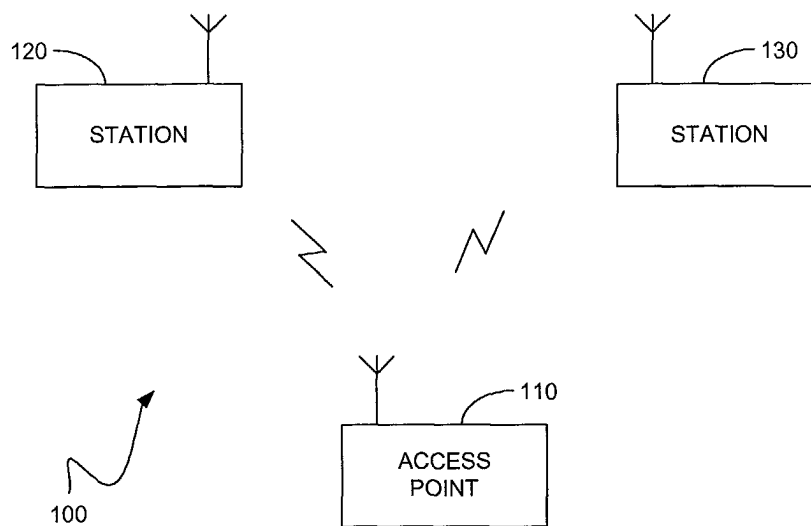 120
130
STATION
STATION
110
ACCESS
POINT
100